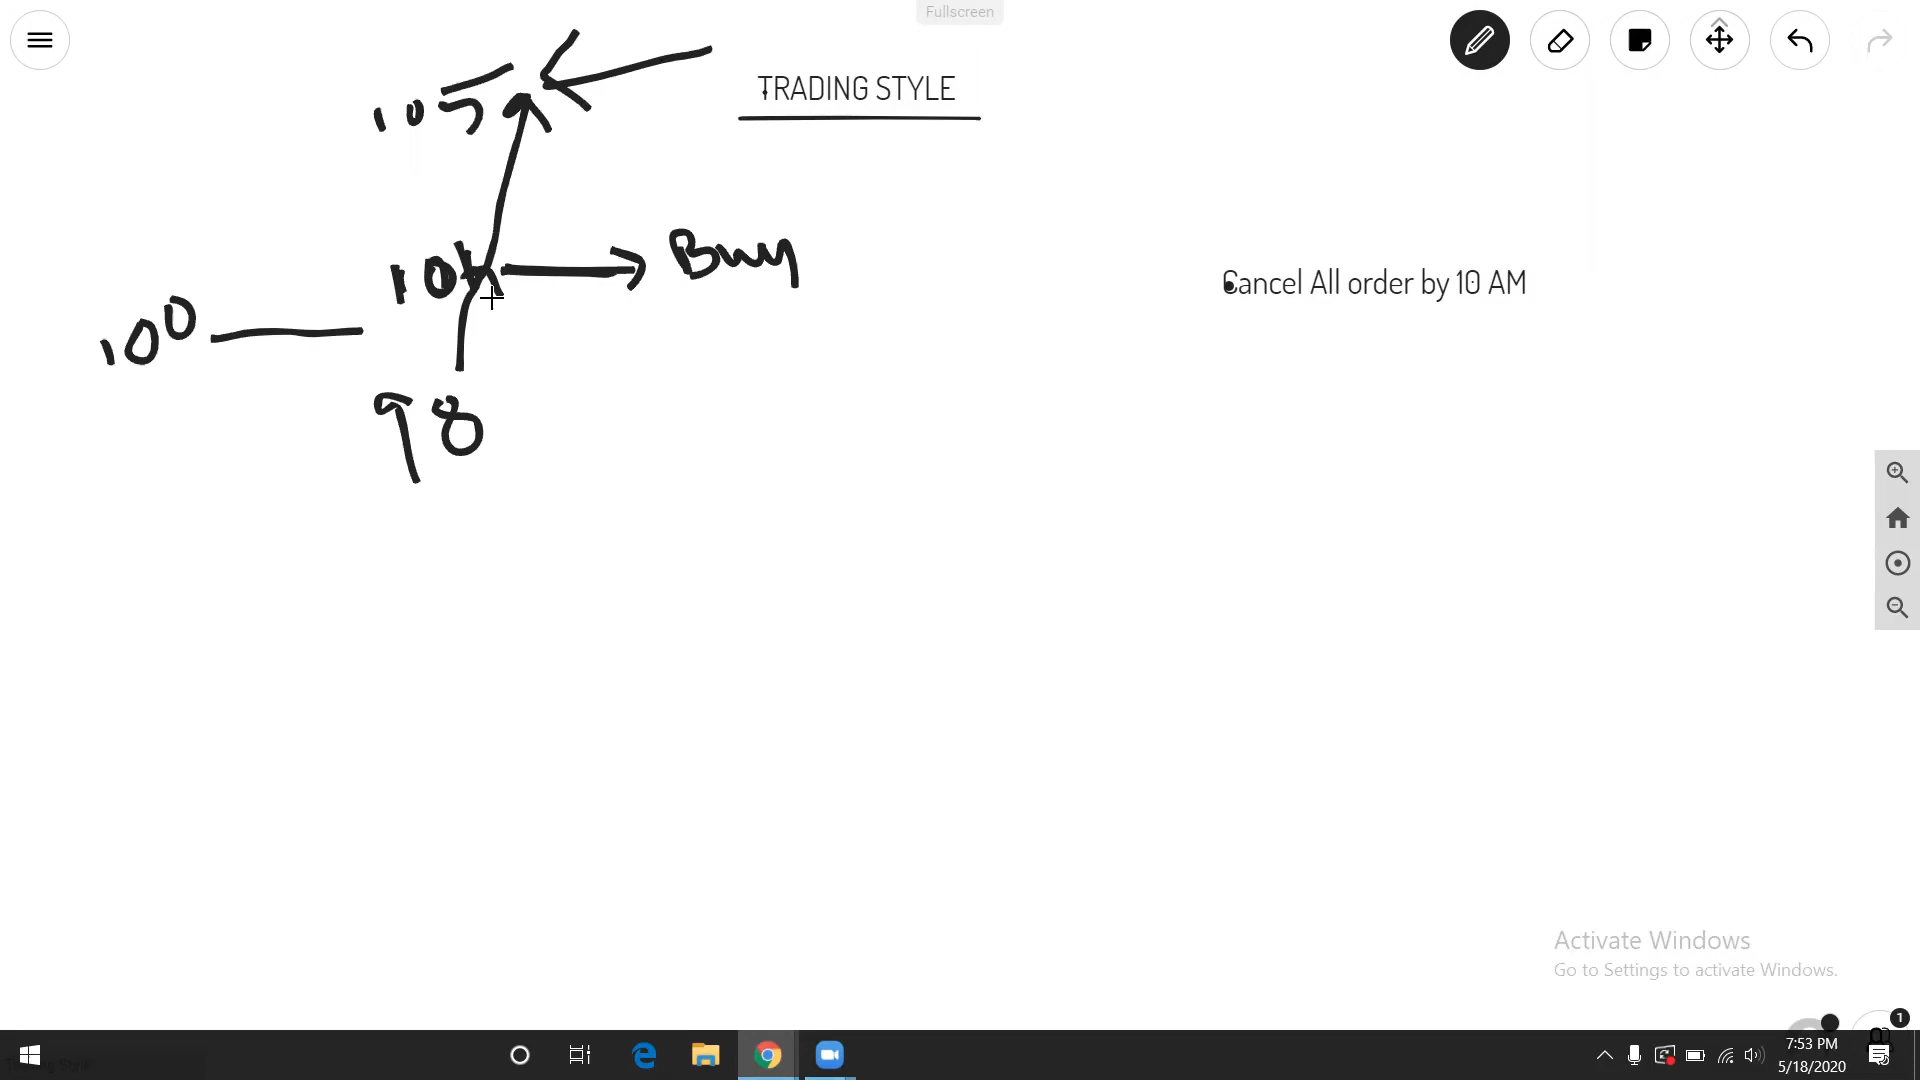 Fullscreen
TRADING STYLE
105
Buy
Cancel All order by 10 AM
100
98
Activate Windows
Go to Settings to activate Windows.
1
7:53 PM
5/18/2020